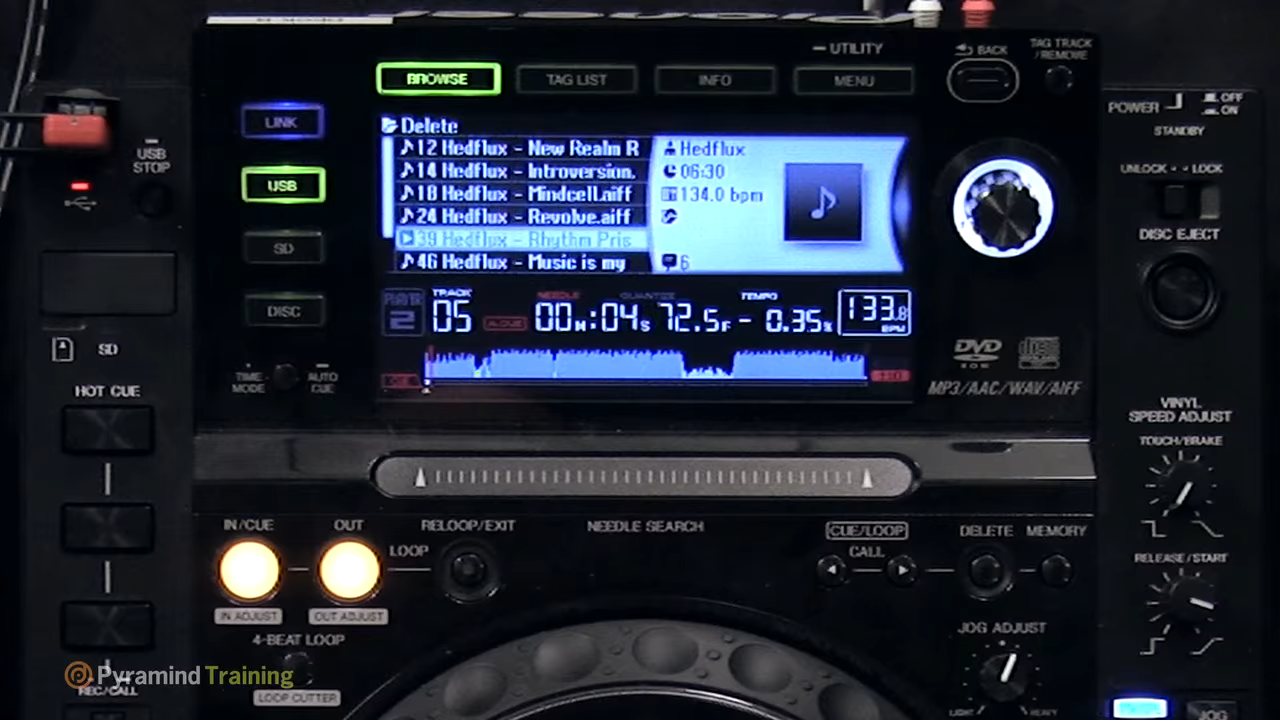 UTILITY
BACK
TAG TRACK
/REMOVE
BROWSE
TAG LIST
INFO
MENU
POWER
OFF
ON
STANDBY
LINK
USB
STOP
USB
SD
DISC
TIME
MODE
AUTO
CUE
Delete
12 Hedflux - New Realm R
14 Hedflux - Introversion.
18 Hedflux - Mindcell.aiff
24 Hedflux - Revolve.aiff
39 Hedflux - Rhythm Pris
46 Hedflux - Music is my
Hedflux
06:30
134.0 bpm
6
PLAYER
2
TRACK
05
A.CUE
NEEDLE
QUANTIZE
00M:04S 72.5F
TEMPO
-0.35%
133.8
BPM
UNLOCK
LOCK
DISC EJECT
SD
HOT CUE
DVD
MP3/AAC/WAV/AIFF
VINYL
SPEED ADJUST
TOUCH/BRAKE
IN/CUE
OUT
RELOOP/EXIT
NEEDLE SEARCH
CUE/LOOP
CALL
DELETE
MEMORY
LOOP
IN ADJUST
OUT ADJUST
4-BEAT LOOP
LOOP CUTTER
RELEASE/START
JOG ADJUST
LIGHT
HEAVY
JOG
Pyramind Training
REC/CALL